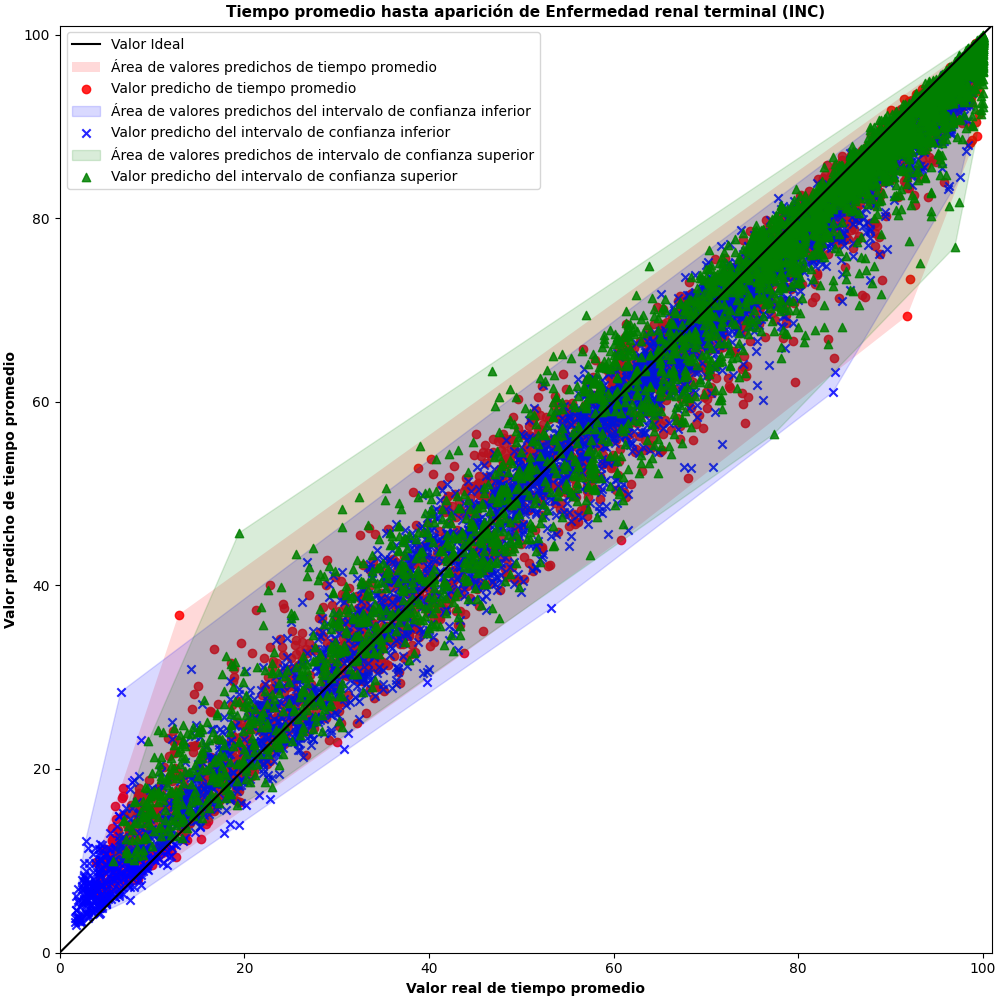 Tiempo promedio hasta aparición de Enfermedad renal terminal (INC)
Valor Ideal
Área de valores predichos de tiempo promedio
Valor predicho de tiempo promedio
Área de valores predichos del intervalo de confianza inferior
Valor predicho del intervalo de confianza inferior
Área de valores predichos de intervalo de confianza superior
Valor predicho del intervalo de confianza superior
Valor predicho de tiempo promedio
100
80
60
40
20
0
0 20 40 60 80 100
Valor real de tiempo promedio